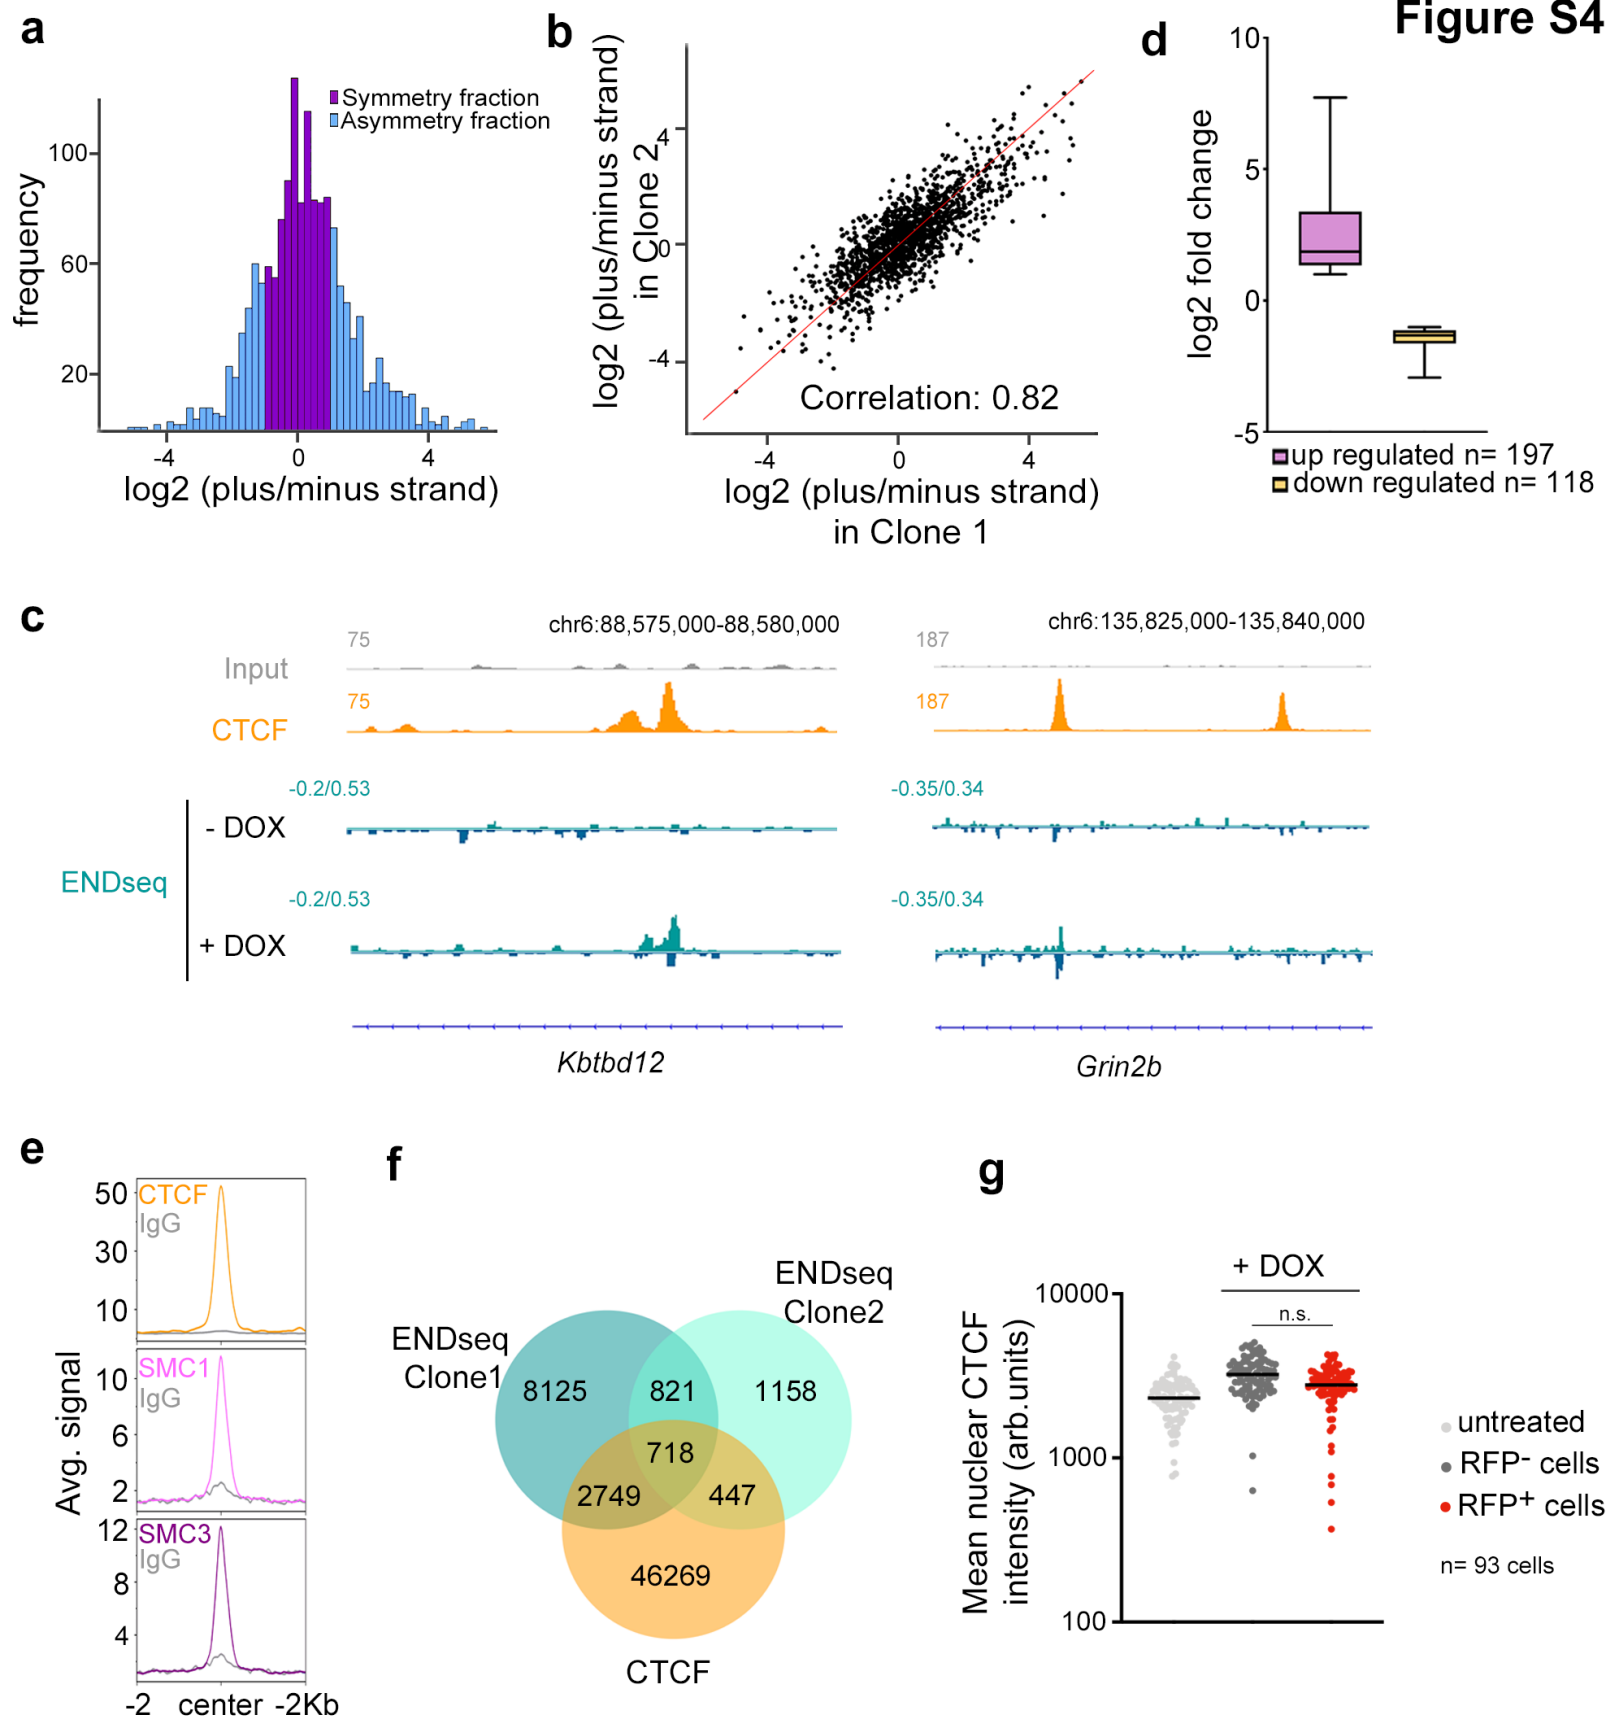 Figure S4
a
Symmetry fraction
Asymmetry fraction
frequency
100
60
20
-4
0
4
log2 (plus/minus strand)
b
log2 (plus/minus strand)
in Clone 2
4
0
-4
Correlation: 0.82
-4
0
4
log2 (plus/minus strand)
in Clone 1
d
log2 fold change
10
5
0
-5
up regulated n= 197
down regulated n= 118
c
chr6:88,575,000-88,580,000
chr6:135,825,000-135,840,000
75
187
Input
75
187
CTCF
-0.2/0.53
-0.35/0.34
- DOX
ENDseq
-0.2/0.53
-0.35/0.34
+ DOX
Kbtbd12
Grin2b
e
Avg. signal
50
30
10
CTCF
IgG
10
6
2
SMC1
IgG
12
8
4
SMC3
IgG
-2
center
-2Kb
f
ENDseq
Clone1
ENDseq
Clone2
8125
821
1158
718
2749
447
46269
CTCF
g
+ DOX
n.s.
Mean nuclear CTCF
intensity (arb.units)
10000
1000
100
untreated
RFP- cells
RFP+ cells
n= 93 cells